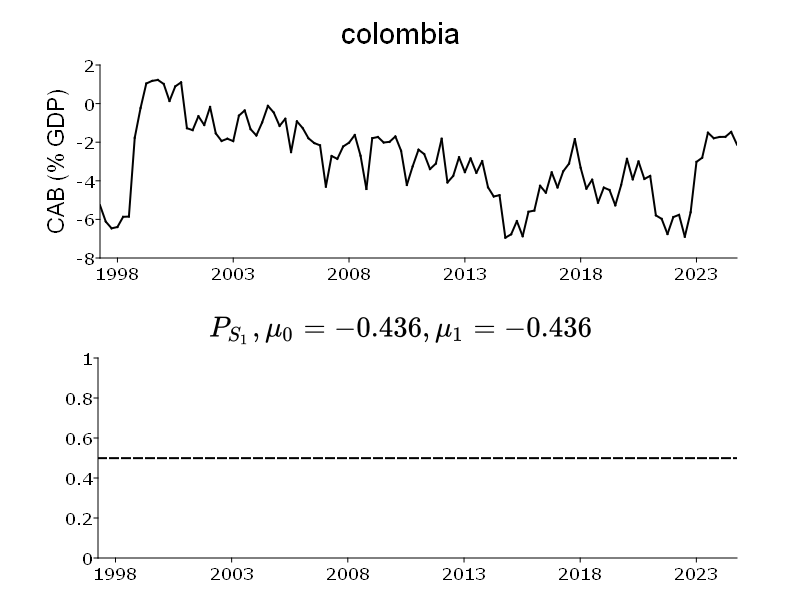 colombia
CAB (% GDP)
2
0
-2
-4
-6
-8
1998 2003 2008 2013 2018 2023
P_{S_1}, μ_0 = −0.436, μ_1 = −0.436
1
0.8
0.6
0.4
0.2
0
1998 2003 2008 2013 2018 2023